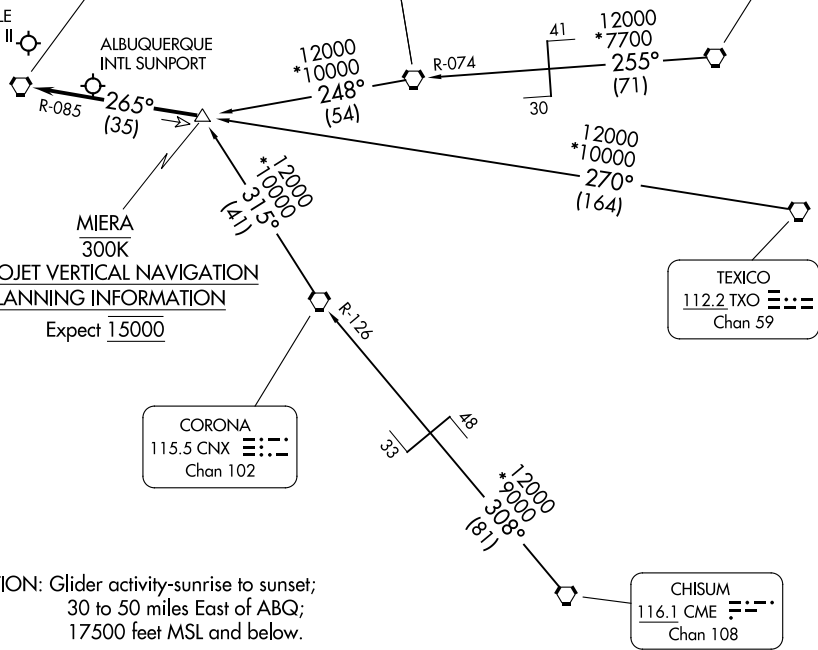 LE
II
ALBUQUERQUE
INTL SUNPORT
R-085
265°
(35)
12000
*10000
248°
(54)
R-074
41
30
12000
*7700
255°
(71)
12000
*10000
270°
(164)
*12000
10000
315°
(41)
MIERA
300K
OJET VERTICAL NAVIGATION
LANNING INFORMATION
Expect 15000
TEXICO
112.2 TXO
Chan 59
R-126
CORONA
115.5 CNX
Chan 102
33
48
12000
*9000
308°
(81)
TION: Glider activity-sunrise to sunset;
30 to 50 miles East of ABQ;
17500 feet MSL and below.
CHISUM
116.1 CME
Chan 108